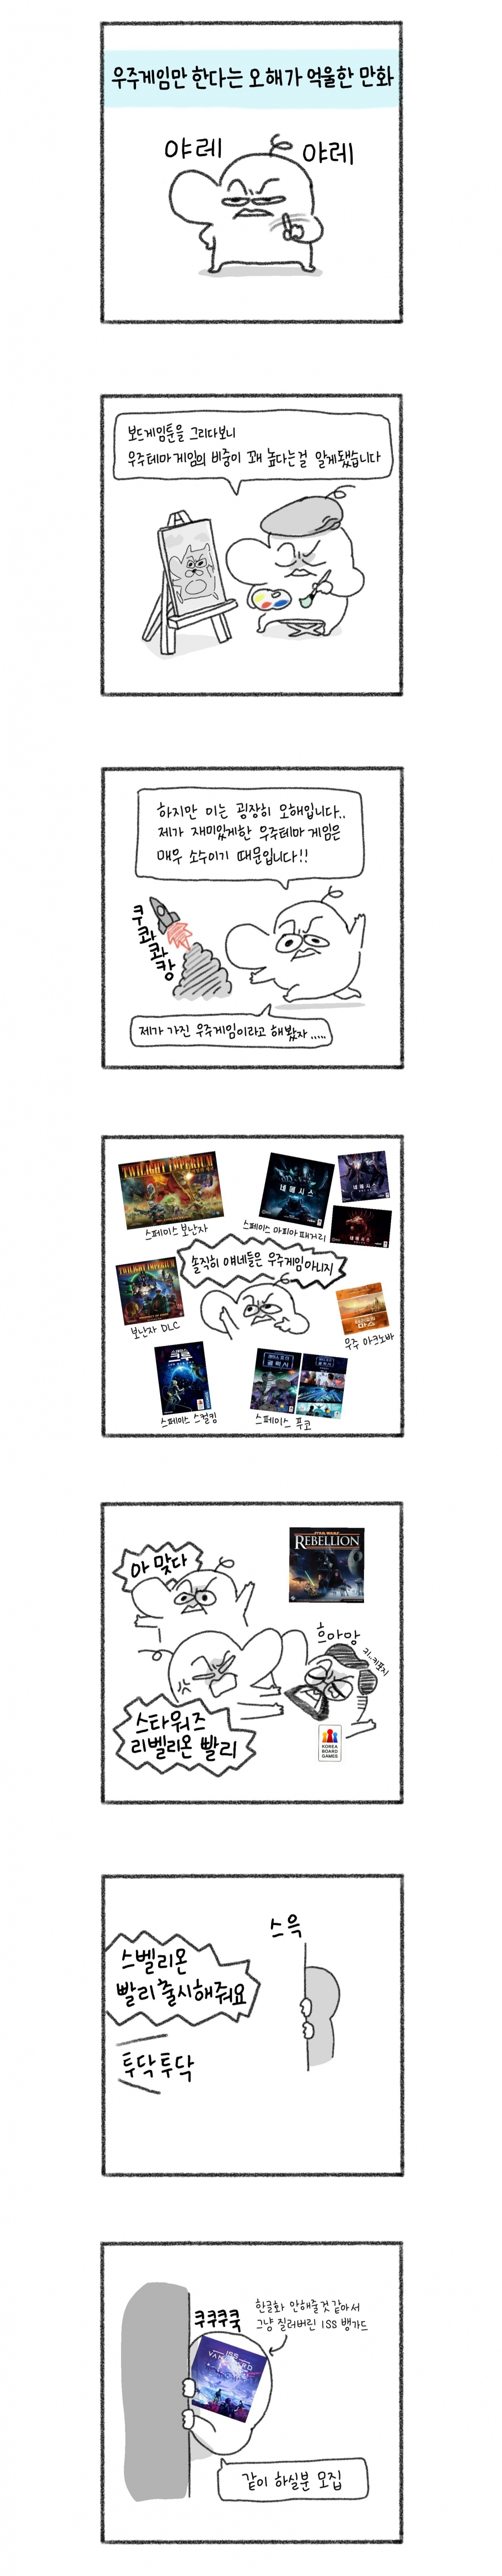 우주게임만 한다는 오해가 억울한 만화
야레
야레
보드게임툰을 그리다보니
우주테마게임의 비중이 꽤 높다는걸 알게됐습니다
하지만 이는 굉장히 오해입니다..
제가 재미있게한 우주테마 게임은
매우 소수이기 때문입니다!!
쿠콰콰캉
제가 가진 우주게임이라고 해봤자.....
TWILIGHT IMPERIUM
스페이스 보난자
네메시스
네메시스
네메시스
스페이스 마피아 패거리
솔직히 얘네들은 우주게임아니지
TWILIGHT IMPERIUM
보난자 DLC
우주 아크노바
스페이스 스컬킹
스페이스 푸코
아 맞다
STAR WARS
REBELLION
흐아앙
스타워즈
리벨리온 빨리
KOREA
BOARD
GAMES
스윽
스벨리온
빨리 출시해줘요
투닥투닥
쿠쿠쿠쿡
한글화 안해줄것 같아서
그냥 질러버린 ISS 뱅가드
ISS
VANGUARD
같이 하실분 모집